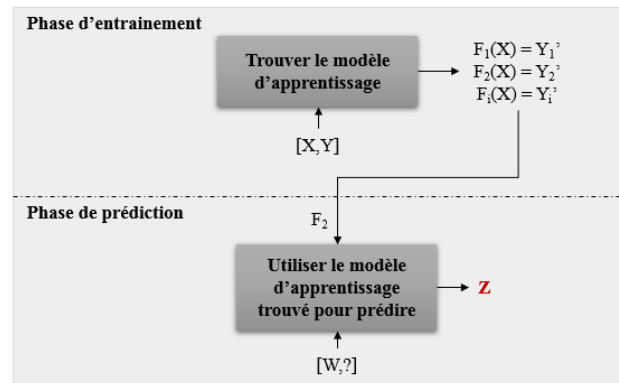 Phase d'entrainement
Trouver le modèle
d'apprentissage
F₁(X) = Y₁'
F₂(X) = Y₂'
Fᵢ(X) = Yᵢ'
[X,Y]
Phase de prédiction
F₂
Utiliser le modèle
d'apprentissage
trouvé pour prédire
Z
[W,?]